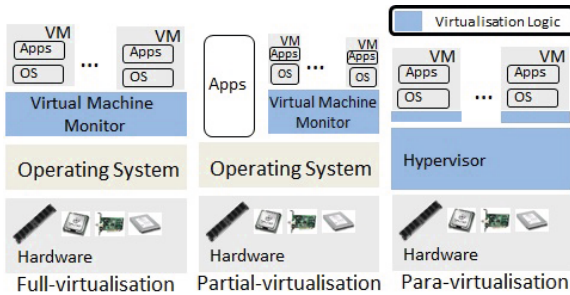 Virtualisation Logic
VM
Apps
OS
...
VM
Apps
OS
Virtual Machine
Monitor
Operating System
Hardware
Full-virtualisation
Apps
VM
Apps
OS
...
VM
Apps
OS
Virtual Machine
Monitor
Operating System
Hardware
Partial-virtualisation
VM
Apps
OS
...
VM
Apps
OS
Hypervisor
Hardware
Para-virtualisation